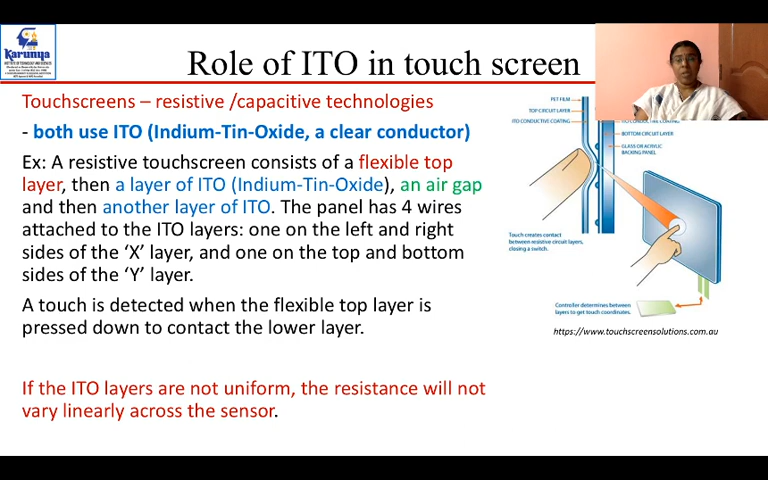 Karunya
Role of ITO in touch screen
Touchscreens – resistive /capacitive technologies
- both use ITO (Indium-Tin-Oxide, a clear conductor)
Ex: A resistive touchscreen consists of a flexible top
layer, then a layer of ITO (Indium-Tin-Oxide), an air gap
and then another layer of ITO. The panel has 4 wires
attached to the ITO layers: one on the left and right
sides of the ‘X’ layer, and one on the top and bottom
sides of the ‘Y’ layer.
A touch is detected when the flexible top layer is
pressed down to contact the lower layer.
If the ITO layers are not uniform, the resistance will not
vary linearly across the sensor.
PET FILM
TOP CIRCUIT LAYER
ITO CONDUCTIVE COATING
BOTTOM CIRCUIT LAYER
GLASS OR ACRYLIC
BACKING PANEL
Touch creates contact
between resistive circuit layers,
closing a switch.
Controller determines between
layers to get touch coordinates.
https://www.touchscreensolutions.com.au